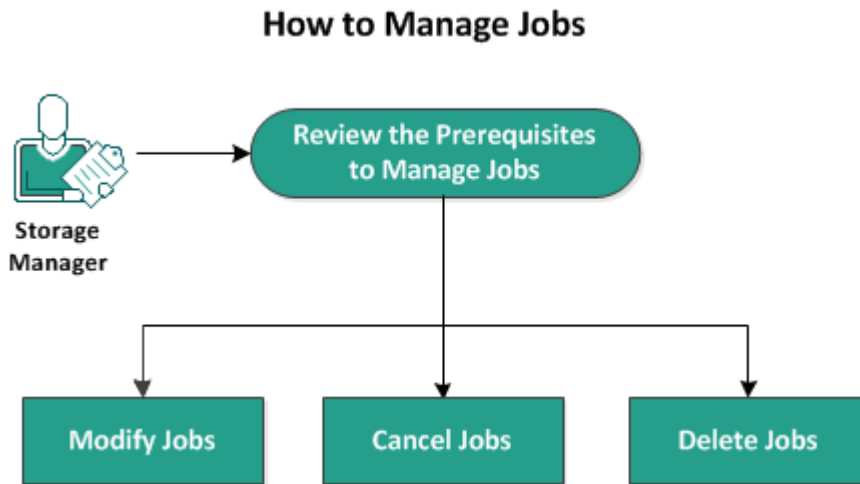 How to Manage Jobs
Review the Prerequisites
to Manage Jobs
Storage
Manager
Modify Jobs
Cancel Jobs
Delete Jobs